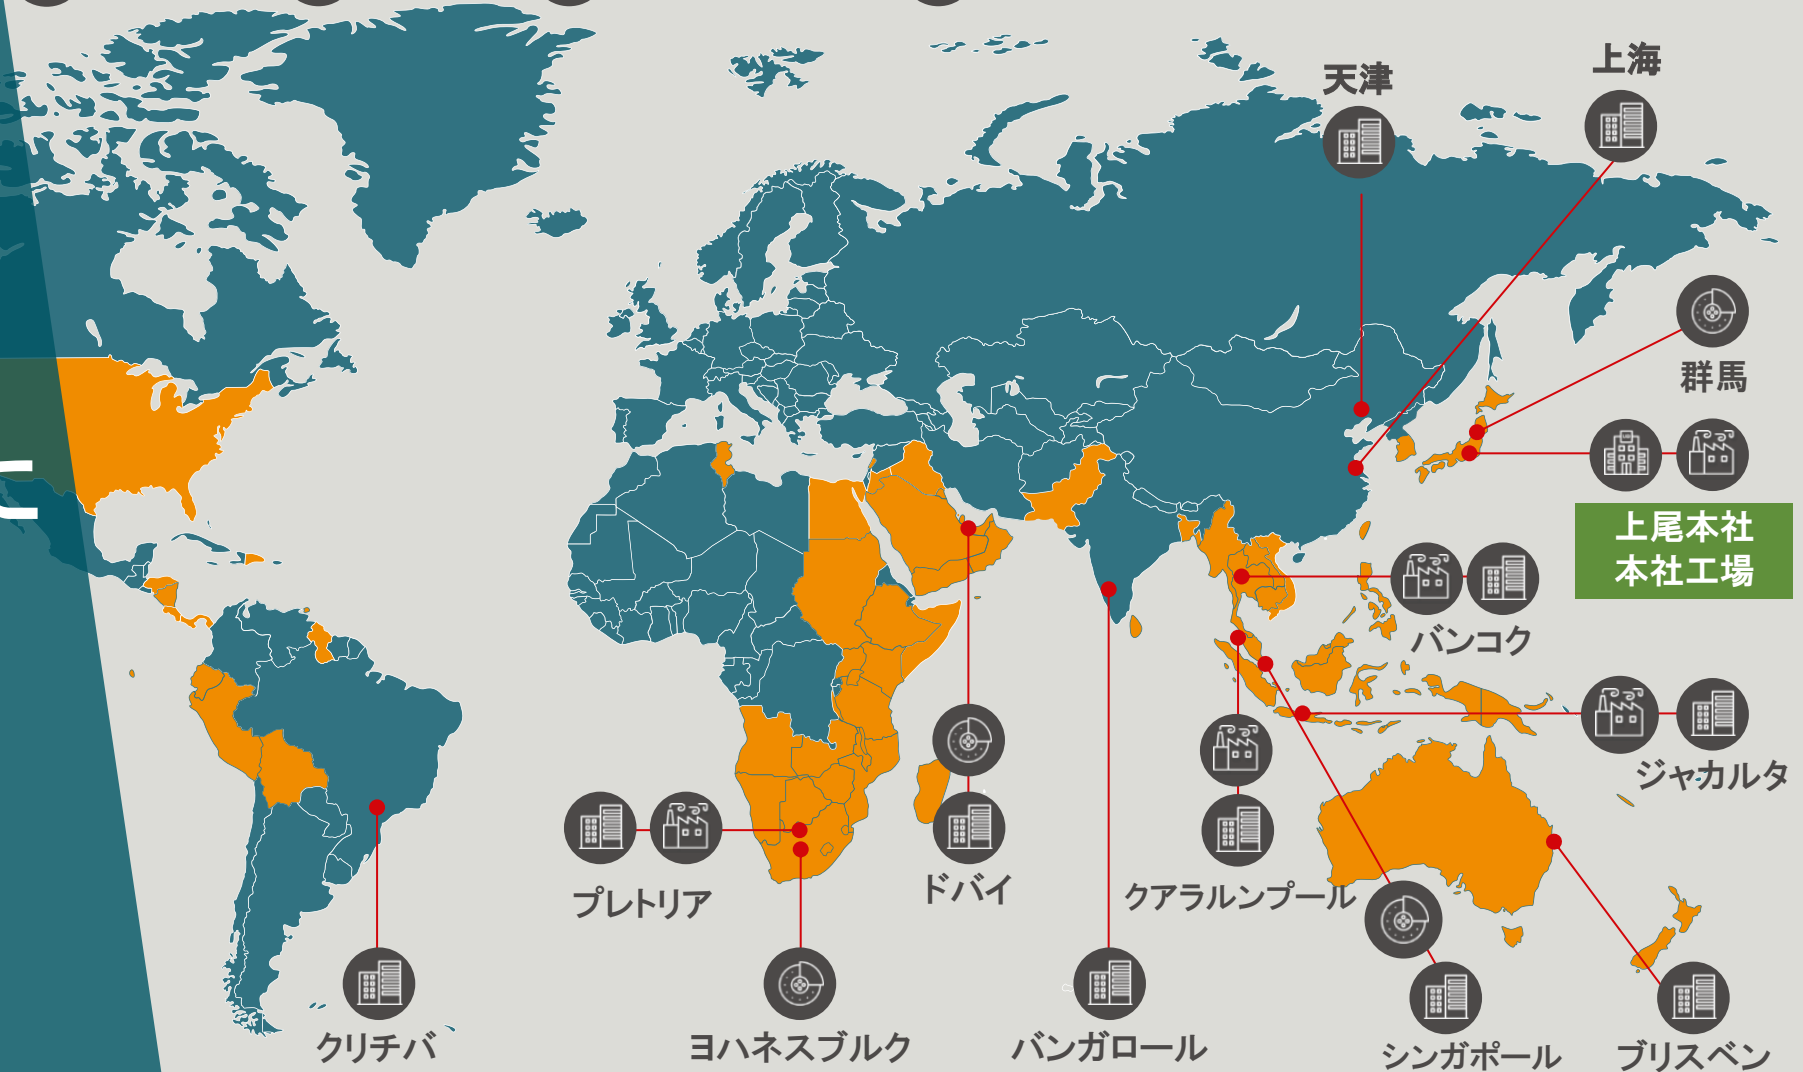 天津
上海
群馬
上尾本社
本社工場
バンコク
ジャカルタ
プレトリア
ドバイ
クアラルンプール
クリチバ
ヨハネスブルク
バンガロール
シンガポール
ブリスベン